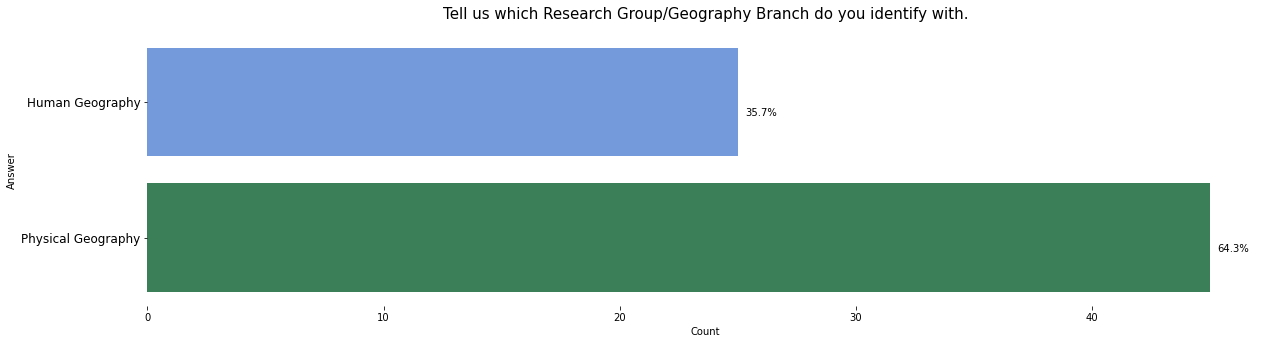 Tell us which Research Group/Geography Branch do you identify with.
Human Geography
35.7%
Answer
Physical Geography
64.3%
0 10 20 30 40
Count